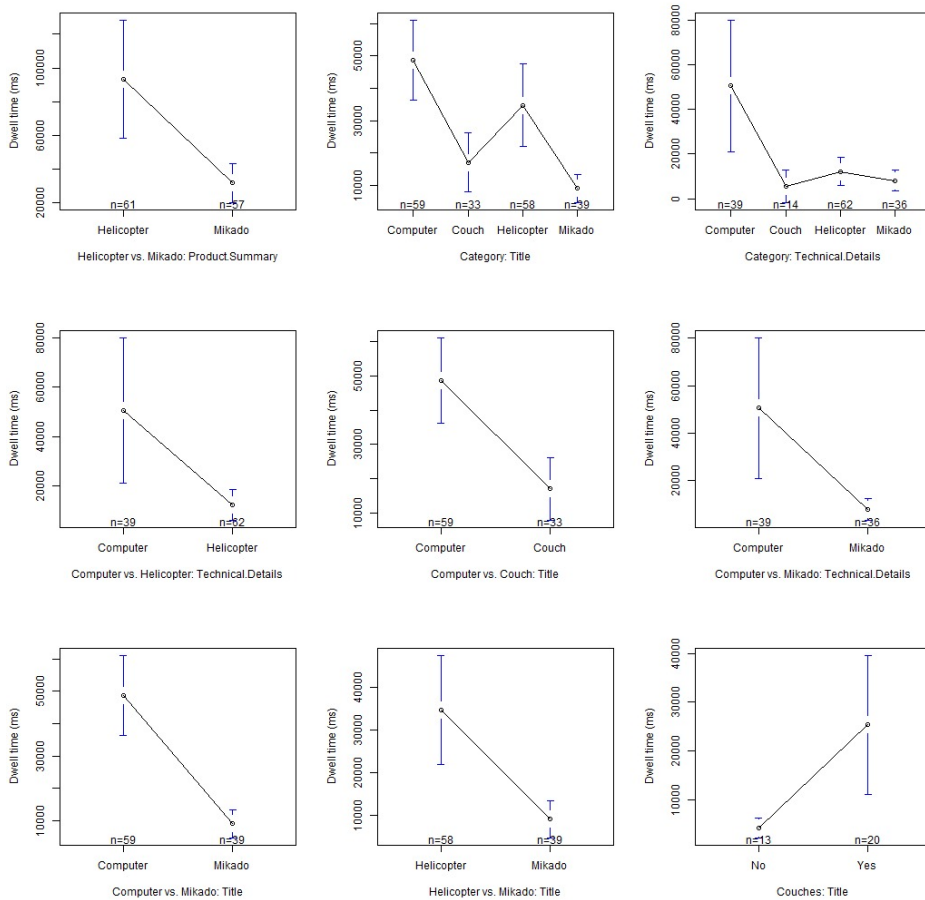 Dwell time (ms)
20000 60000 100000
n=61 n=57
Helicopter Mikado
Helicopter vs. Mikado: Product.Summary
Dwell time (ms)
10000 30000 50000
n=59 n=33 n=58 n=39
Computer Couch Helicopter Mikado
Category: Title
Dwell time (ms)
0 20000 40000 60000 80000
n=39 n=14 n=62 n=36
Computer Couch Helicopter Mikado
Category: Technical.Details
Dwell time (ms)
20000 40000 60000 80000
n=39 n=62
Computer Helicopter
Computer vs. Helicopter: Technical.Details
Dwell time (ms)
10000 30000 50000
n=59 n=33
Computer Couch
Computer vs. Couch: Title
Dwell time (ms)
20000 40000 60000 80000
n=39 n=36
Computer Mikado
Computer vs. Mikado: Technical.Details
Dwell time (ms)
10000 30000 50000
n=59 n=39
Computer Mikado
Computer vs. Mikado: Title
Dwell time (ms)
10000 20000 30000 40000
n=58 n=39
Helicopter Mikado
Helicopter vs. Mikado: Title
Dwell time (ms)
10000 20000 30000 40000
n=13 n=20
No Yes
Couches: Title